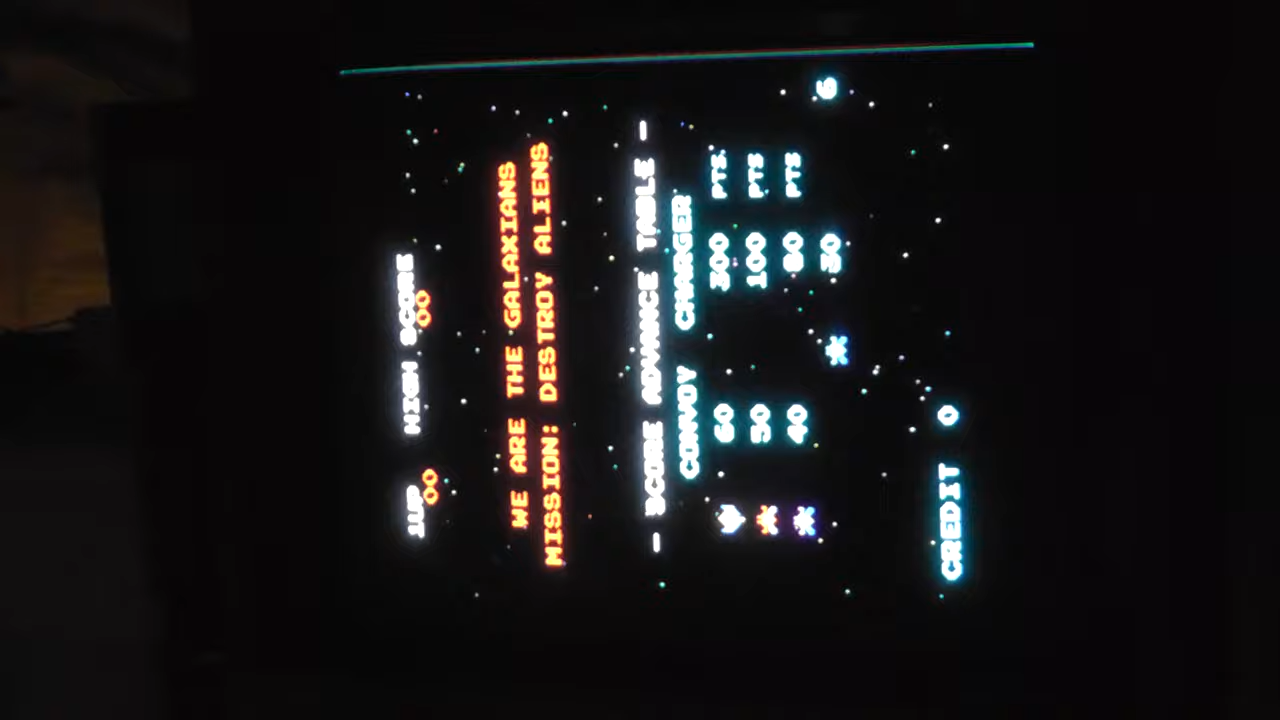 1UP HIGH SCORE
00 00
WE ARE THE GALAXIANS
MISSION: DESTROY ALIENS
- SCORE ADVANCE TABLE -
CONVOY CHARGER
60 300 PTS
50 100 PTS
40 80 PTS
30
6
CREDIT 0